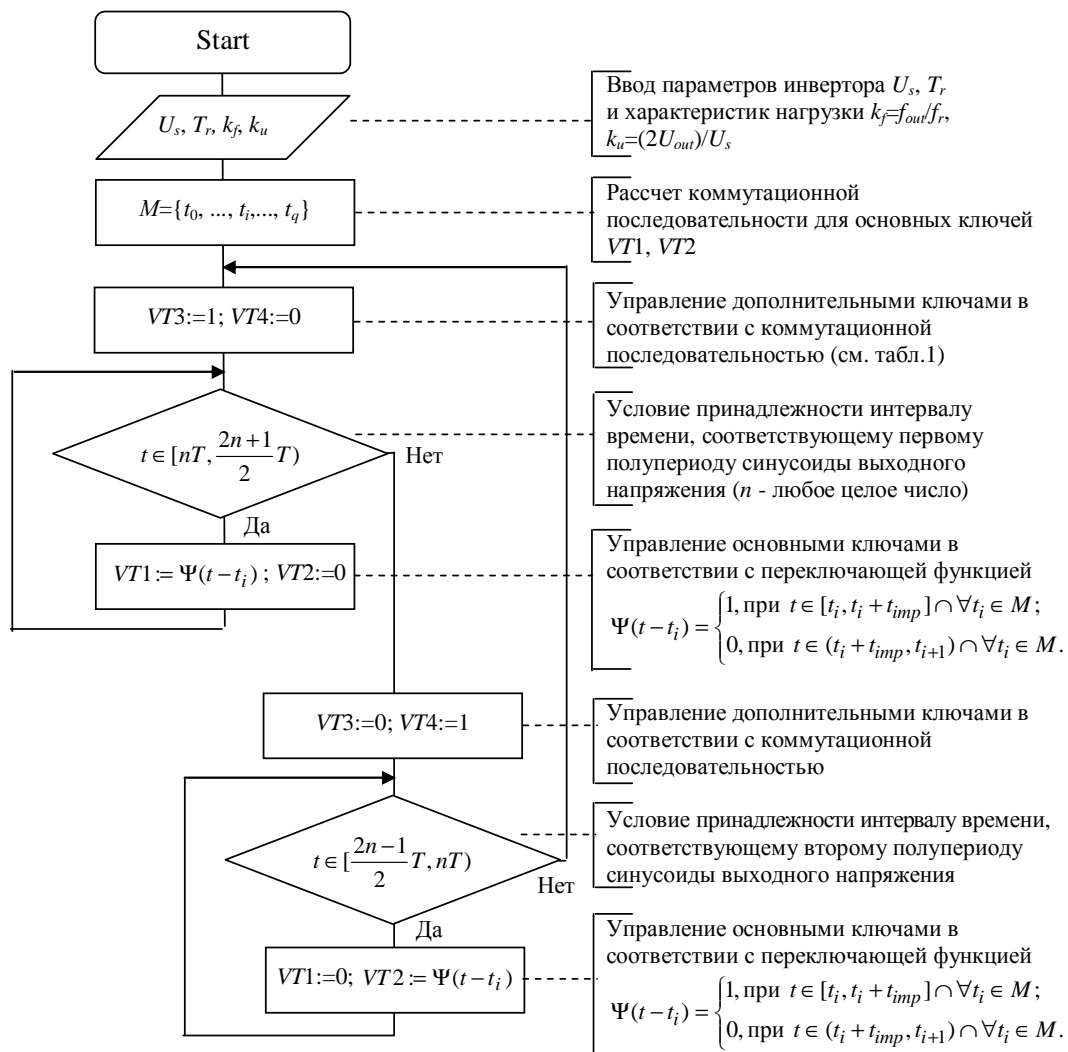 Start
Ввод параметров инвертора U_s, T_r
и характеристик нагрузки k_f=f_out/f_r,
k_u=(2U_out)/U_s
U_s, T_r, k_f, k_u
M={t_0, ..., t_i,..., t_q}
Рассчет коммутационной
последовательности для основных ключей
VT1, VT2
VT3:=1; VT4:=0
Управление дополнительными ключами в
соответствии с коммутационной
последовательностью (см. табл.1)
t ∈ [nT, \frac{2n+1}{2}T)
Нет
Да
Условие принадлежности интервалу
времени, соответствующему первому
полупериоду синусоиды выходного
напряжения (n - любое целое число)
VT1:= Ψ(t−t_i) ; VT2:=0
Управление основными ключами в
соответствии с переключающей функцией
Ψ(t−t_i) = {1, при t ∈ [t_i, t_i + t_imp] ∩ ∀t_i ∈ M;
0, при t ∈ (t_i + t_imp, t_{i+1}) ∩ ∀t_i ∈ M.
VT3:=0; VT4:=1
Управление дополнительными ключами в
соответствии с коммутационной
последовательностью
t ∈ [\frac{2n−1}{2}T, nT)
Нет
Да
Условие принадлежности интервалу времени,
соответствующему второму полупериоду
синусоиды выходного напряжения
VT1:=0; VT2 := Ψ(t−t_i)
Управление основными ключами в
соответствии с переключающей функцией
Ψ(t−t_i) = {1, при t ∈ [t_i, t_i + t_imp] ∩ ∀t_i ∈ M;
0, при t ∈ (t_i + t_imp, t_{i+1}) ∩ ∀t_i ∈ M.